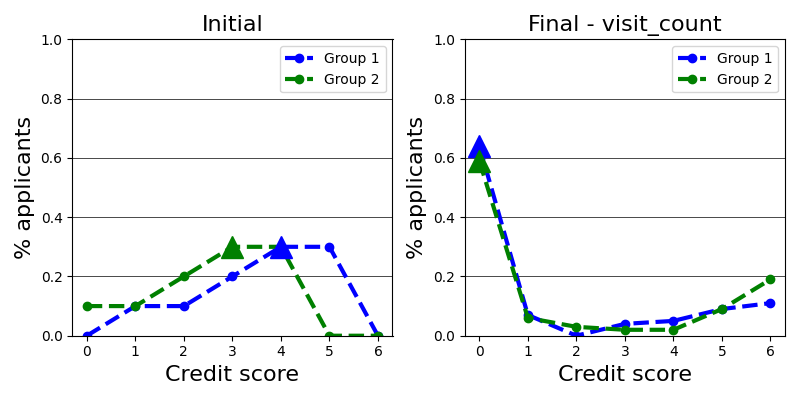 Initial
Final - visit_count
1.0
0.8
0.6
0.4
0.2
0.0
% applicants
Group 1
Group 2
0 1 2 3 4 5 6
Credit score
1.0
0.8
0.6
0.4
0.2
0.0
% applicants
Group 1
Group 2
0 1 2 3 4 5 6
Credit score